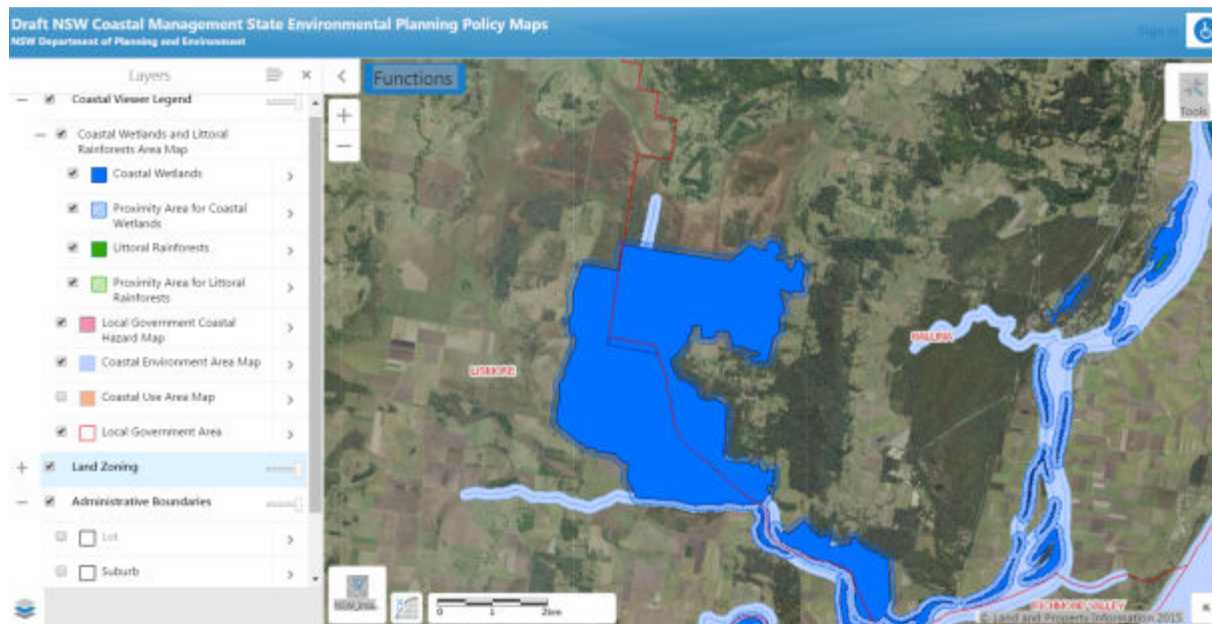 Draft NSW Coastal Management State Environmental Planning Policy Maps
NSW Department of Planning and Environment
Sign in
Layers
Functions
Tools
Coastal Viewer Legend
Coastal Wetlands and Littoral
Rainforests Area Map
Coastal Wetlands
Proximity Area for Coastal
Wetlands
Littoral Rainforests
Proximity Area for Littoral
Rainforests
Local Government Coastal
Hazard Map
Coastal Environment Area Map
Coastal Use Area Map
Local Government Area
Land Zoning
Administrative Boundaries
Lot
Suburb
LISMORE
BALLINA
RICHMOND VALLEY
0 1 2km
© Land and Property Information 2015